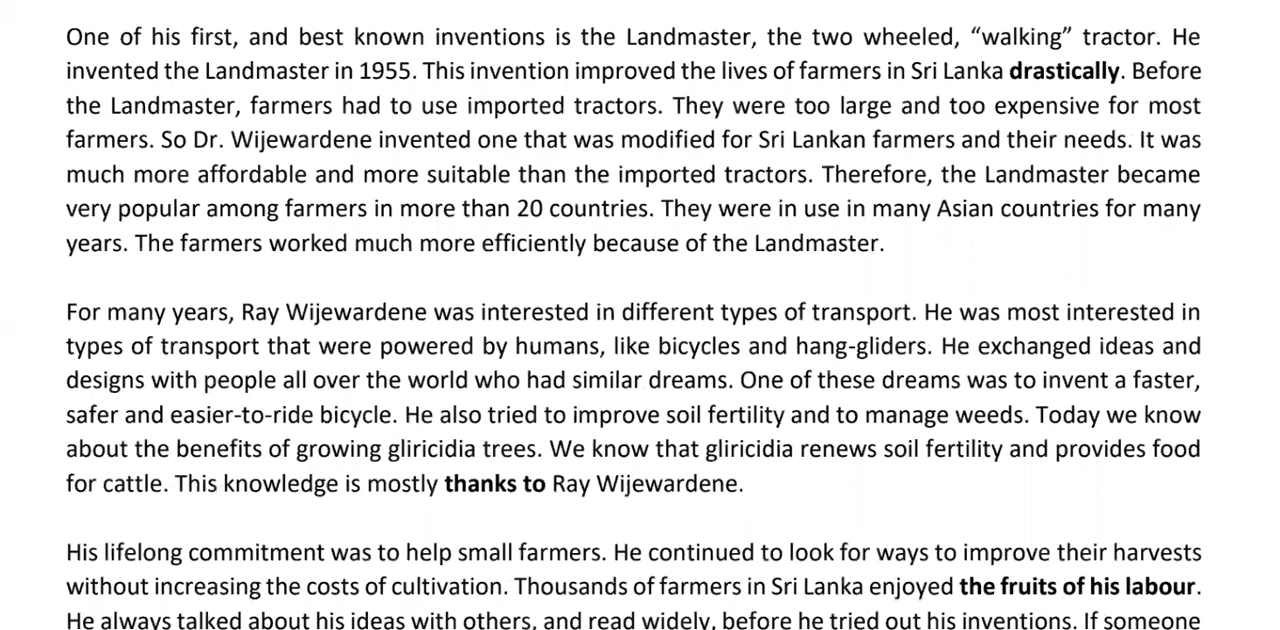 One of his first, and best known inventions is the Landmaster, the two wheeled, “walking” tractor. He
invented the Landmaster in 1955. This invention improved the lives of farmers in Sri Lanka drastically. Before
the Landmaster, farmers had to use imported tractors. They were too large and too expensive for most
farmers. So Dr. Wijewardene invented one that was modified for Sri Lankan farmers and their needs. It was
much more affordable and more suitable than the imported tractors. Therefore, the Landmaster became
very popular among farmers in more than 20 countries. They were in use in many Asian countries for many
years. The farmers worked much more efficiently because of the Landmaster.
For many years, Ray Wijewardene was interested in different types of transport. He was most interested in
types of transport that were powered by humans, like bicycles and hang-gliders. He exchanged ideas and
designs with people all over the world who had similar dreams. One of these dreams was to invent a faster,
safer and easier-to-ride bicycle. He also tried to improve soil fertility and to manage weeds. Today we know
about the benefits of growing gliricidia trees. We know that gliricidia renews soil fertility and provides food
for cattle. This knowledge is mostly thanks to Ray Wijewardene.
His lifelong commitment was to help small farmers. He continued to look for ways to improve their harvests
without increasing the costs of cultivation. Thousands of farmers in Sri Lanka enjoyed the fruits of his labour.
He always talked about his ideas with others, and read widely, before he tried out his inventions. If someone